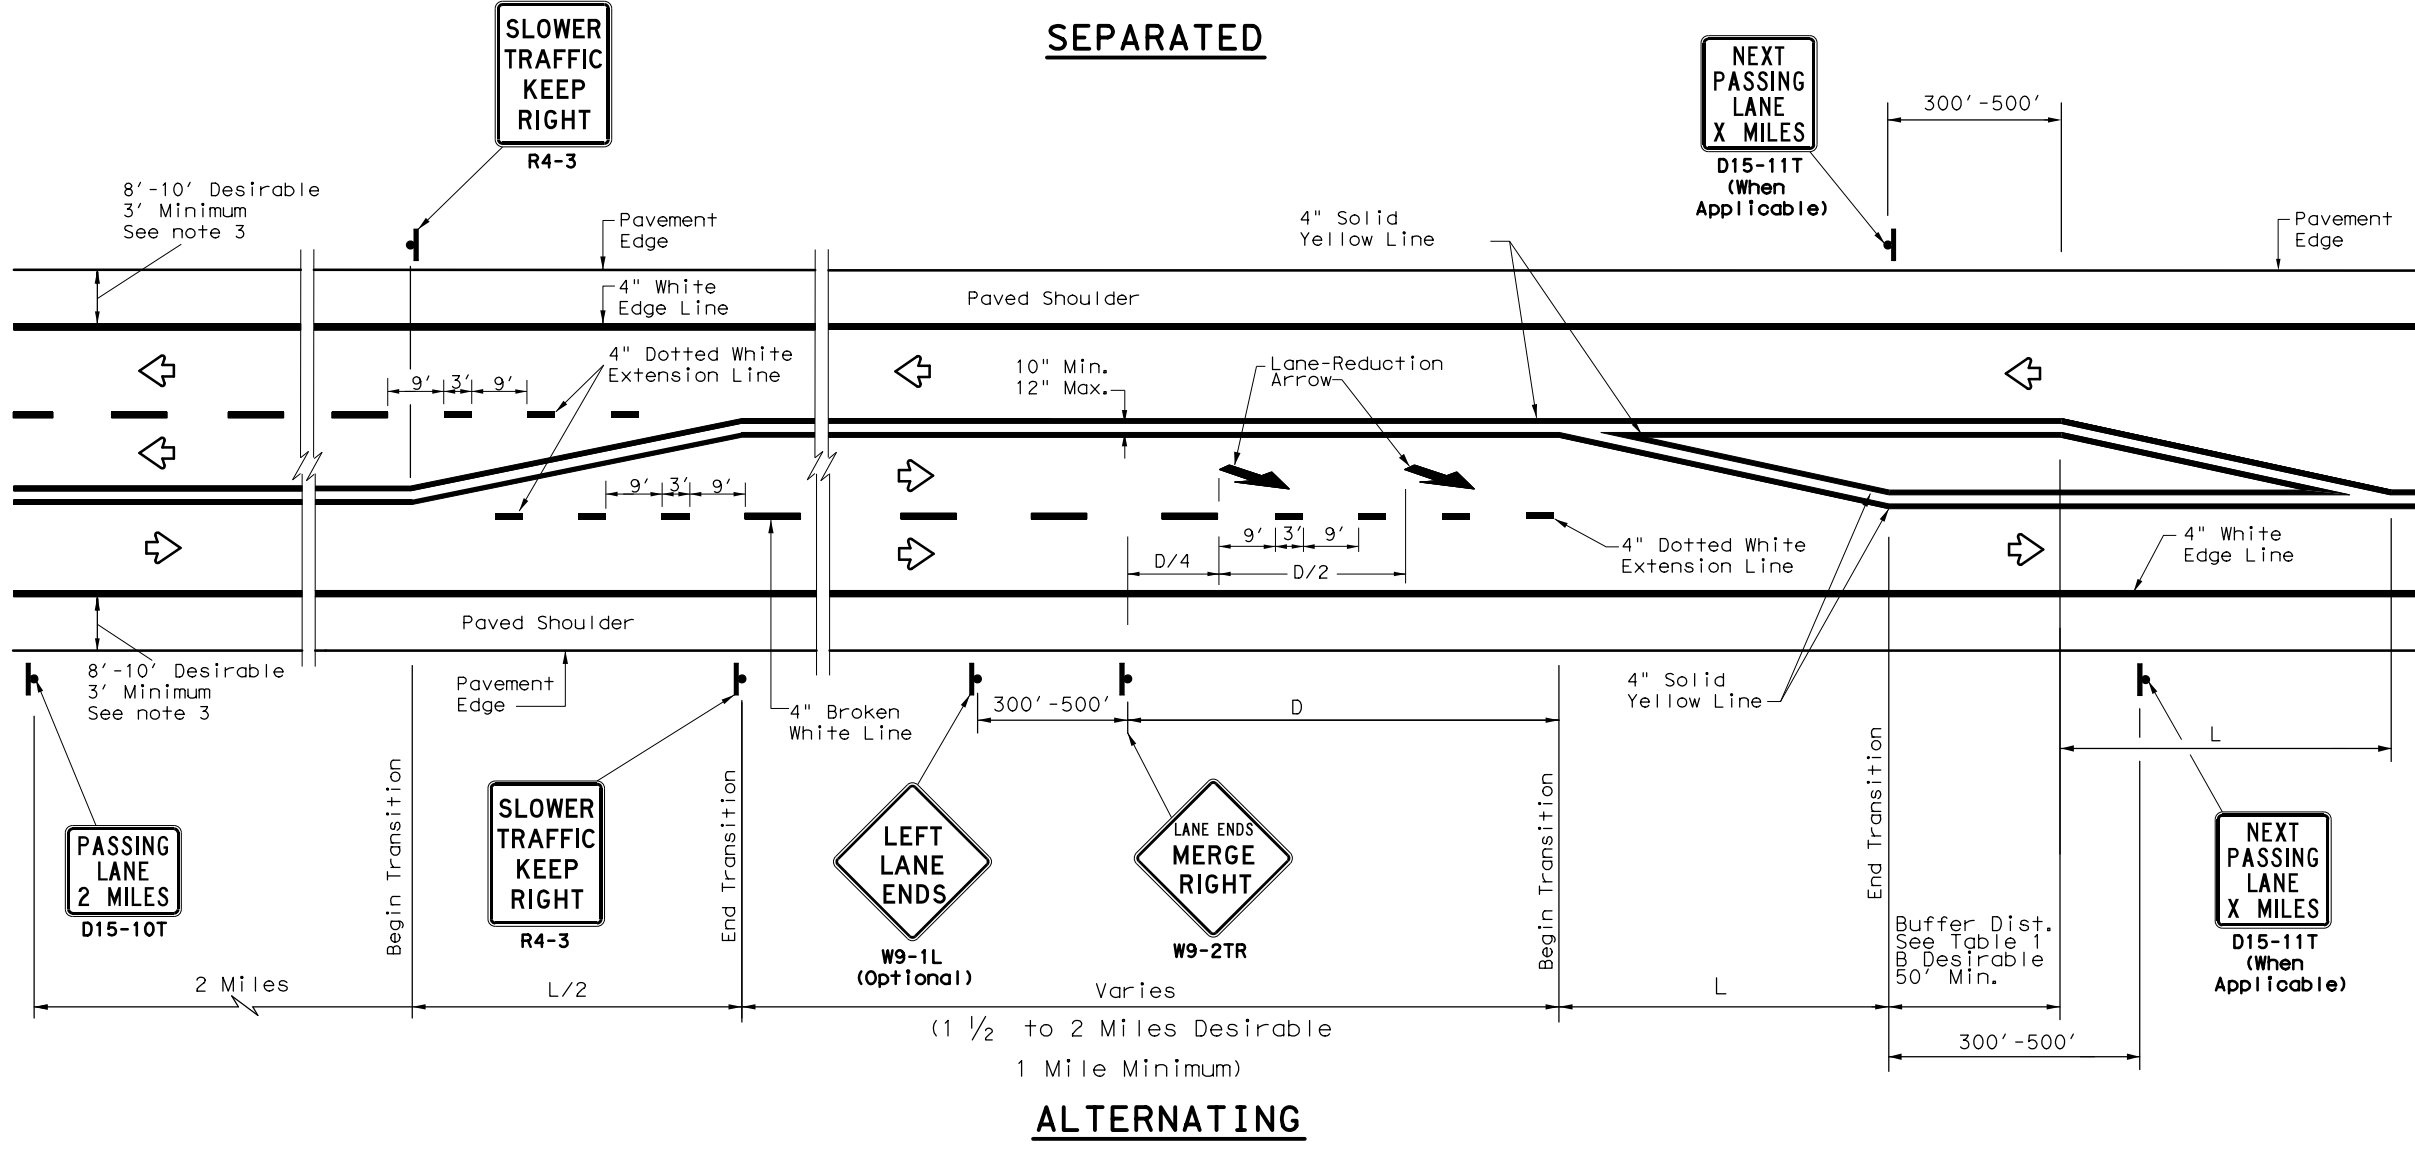 SEPARATED
SLOWER
TRAFFIC
KEEP
RIGHT
R4-3
NEXT
PASSING
LANE
X MILES
D15-11T
(When
Applicable)
300'-500'
8'-10' Desirable
3' Minimum
See note 3
Pavement
Edge
4" Solid
Yellow Line
Pavement
Edge
4" White
Edge Line
Paved Shoulder
4" Dotted White
Extension Line
9'
3'
9'
10" Min.
12" Max.
Lane-Reduction
Arrow
9'
3'
9'
9'
3'
9'
D/4
D/2
4" Dotted White
Extension Line
4" White
Edge Line
Paved Shoulder
8'-10' Desirable
3' Minimum
See note 3
Pavement
Edge
4" Broken
White Line
300'-500'
D
4" Solid
Yellow Line
L
PASSING
LANE
2 MILES
D15-10T
Begin Transition
SLOWER
TRAFFIC
KEEP
RIGHT
R4-3
End Transition
LEFT
LANE
ENDS
W9-1L
(Optional)
LANE ENDS
MERGE
RIGHT
W9-2TR
Begin Transition
End Transition
Buffer Dist.
See Table 1
B Desirable
50' Min.
NEXT
PASSING
LANE
X MILES
D15-11T
(When
Applicable)
2 Miles
L/2
Varies
(1 1/2 to 2 Miles Desirable
1 Mile Minimum)
L
300'-500'
ALTERNATING